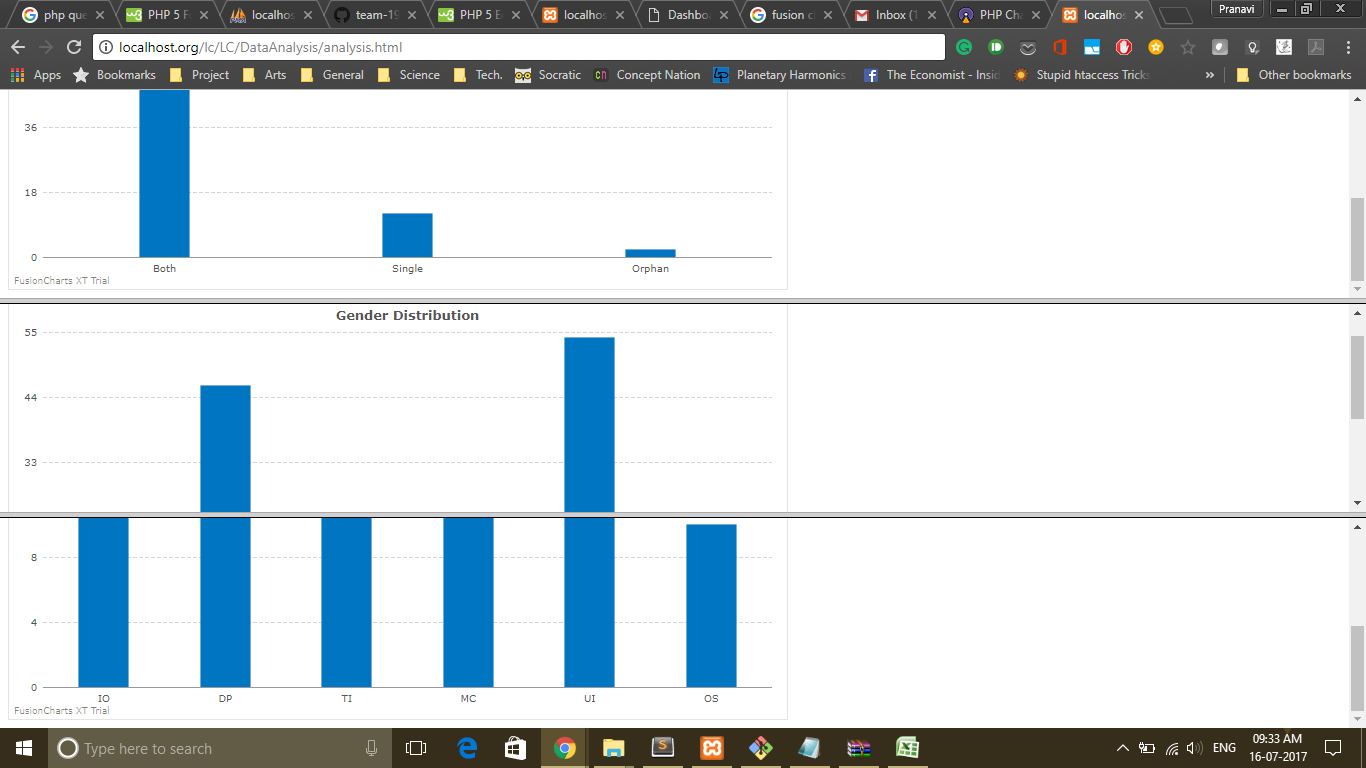 php que PHP 5 F localhos team-19 PHP 5 E localhos Dashbo fusion c Inbox (1 PHP Cha localhos Pranavi
localhost.org/lc/LC/DataAnalysis/analysis.html
Apps Bookmarks Project Arts General Science Tech. Socratic Concept Nation Planetary Harmonics The Economist - Insid Stupid htaccess Tricks » Other bookmarks
36
18
0
Both Single Orphan
FusionCharts XT Trial
Gender Distribution
55
44
33
8
4
0
IO DP TI MC UI OS
FusionCharts XT Trial
Type here to search
ENG
09:33 AM
16-07-2017